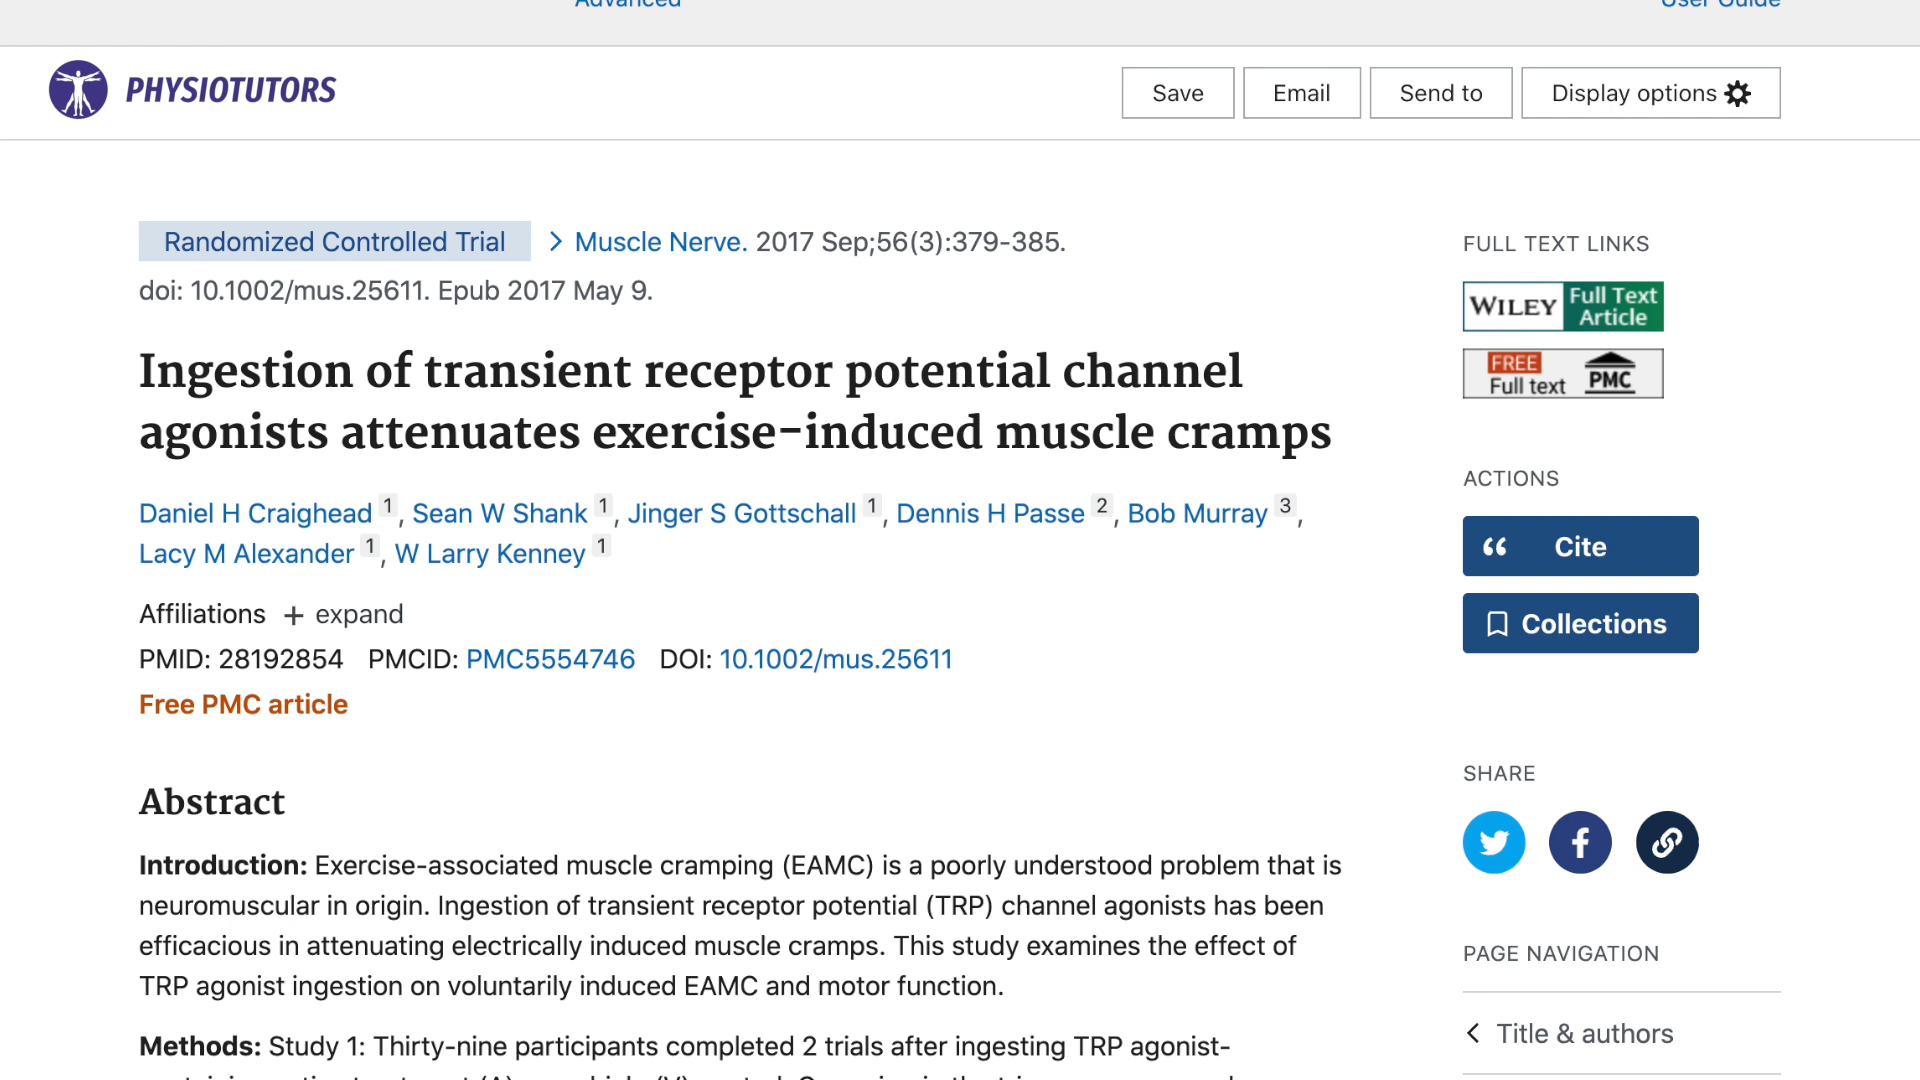 Advanced
User Guide
PHYSIOTUTORS
Save
Email
Send to
Display options
Randomized Controlled Trial
Muscle Nerve. 2017 Sep;56(3):379-385.
doi: 10.1002/mus.25611. Epub 2017 May 9.
Ingestion of transient receptor potential channel
agonists attenuates exercise-induced muscle cramps
Daniel H Craighead 1, Sean W Shank 1, Jinger S Gottschall 1, Dennis H Passe 2, Bob Murray 3,
Lacy M Alexander 1, W Larry Kenney 1
Affiliations + expand
PMID: 28192854 PMCID: PMC5554746 DOI: 10.1002/mus.25611
Free PMC article
Abstract
Introduction: Exercise-associated muscle cramping (EAMC) is a poorly understood problem that is
neuromuscular in origin. Ingestion of transient receptor potential (TRP) channel agonists has been
efficacious in attenuating electrically induced muscle cramps. This study examines the effect of
TRP agonist ingestion on voluntarily induced EAMC and motor function.
Methods: Study 1: Thirty-nine participants completed 2 trials after ingesting TRP agonist-
FULL TEXT LINKS
WILEY Full Text
Article
FREE
Full text PMC
ACTIONS
Cite
Collections
SHARE
PAGE NAVIGATION
Title & authors